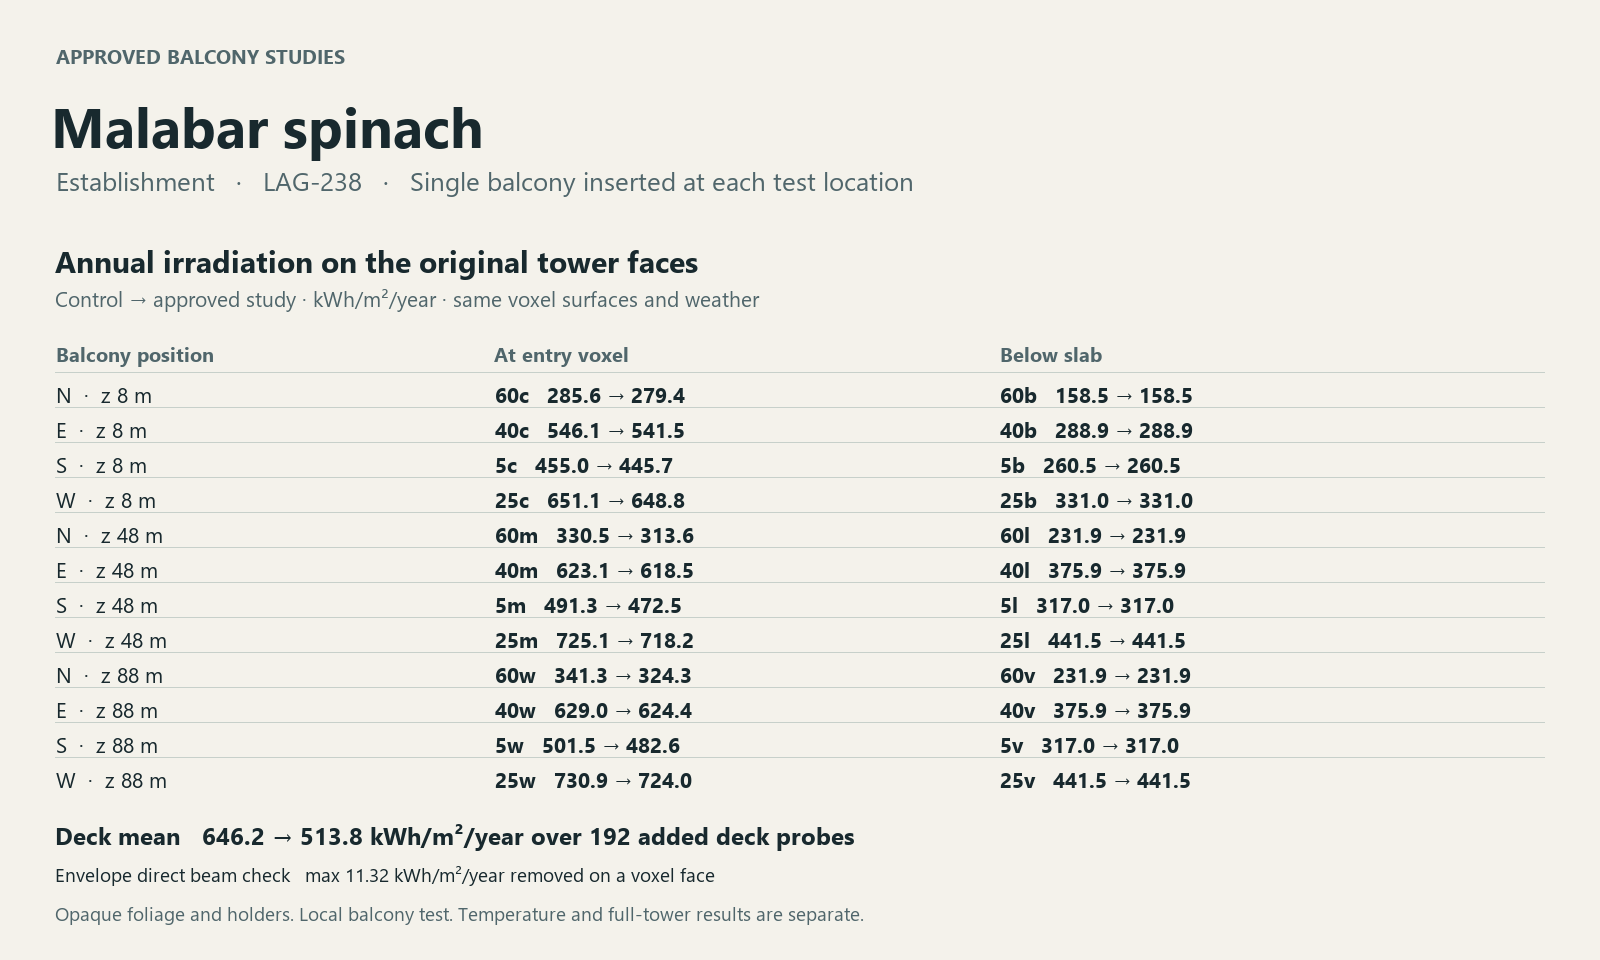 APPROVED BALCONY STUDIES
Malabar spinach
Establishment · LAG-238 · Single balcony inserted at each test location
Annual irradiation on the original tower faces
Control → approved study · kWh/m²/year · same voxel surfaces and weather
Balcony position At entry voxel Below slab
N · z 8 m 60c 285.6 → 279.4 60b 158.5 → 158.5
E · z 8 m 40c 546.1 → 541.5 40b 288.9 → 288.9
S · z 8 m 5c 455.0 → 445.7 5b 260.5 → 260.5
W · z 8 m 25c 651.1 → 648.8 25b 331.0 → 331.0
N · z 48 m 60m 330.5 → 313.6 60l 231.9 → 231.9
E · z 48 m 40m 623.1 → 618.5 40l 375.9 → 375.9
S · z 48 m 5m 491.3 → 472.5 5l 317.0 → 317.0
W · z 48 m 25m 725.1 → 718.2 25l 441.5 → 441.5
N · z 88 m 60w 341.3 → 324.3 60v 231.9 → 231.9
E · z 88 m 40w 629.0 → 624.4 40v 375.9 → 375.9
S · z 88 m 5w 501.5 → 482.6 5v 317.0 → 317.0
W · z 88 m 25w 730.9 → 724.0 25v 441.5 → 441.5
Deck mean 646.2 → 513.8 kWh/m²/year over 192 added deck probes
Envelope direct beam check max 11.32 kWh/m²/year removed on a voxel face
Opaque foliage and holders. Local balcony test. Temperature and full-tower results are separate.